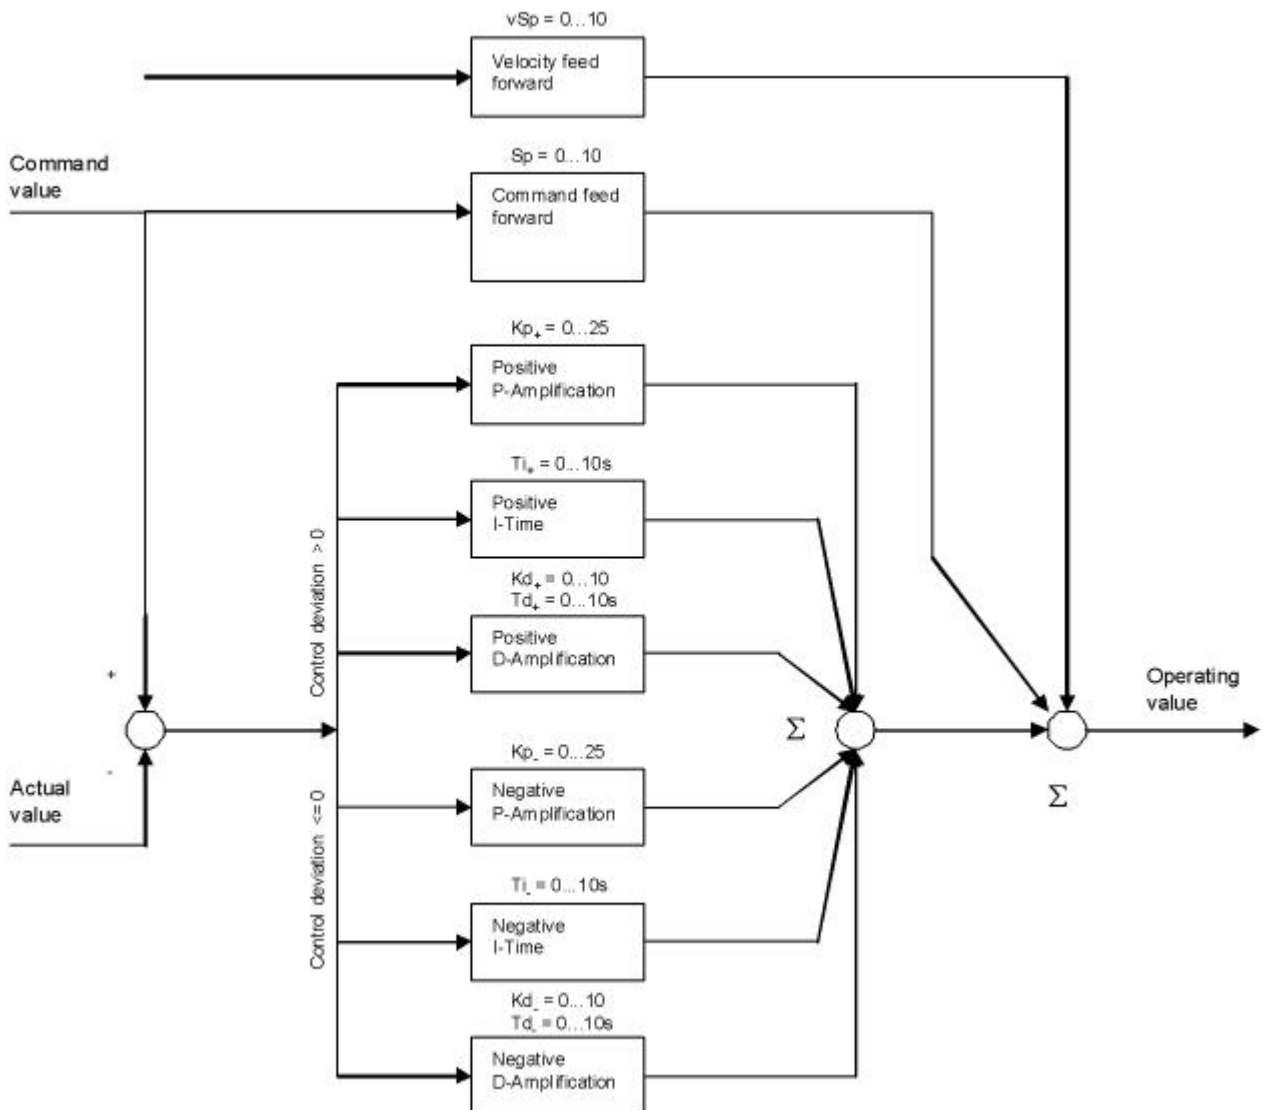 vSp = 0...10
Velocity feed
forward
Command
value
Sp = 0...10
Command feed
forward
Kp+ = 0...25
Positive
P-Amplification
Ti+ = 0...10s
Positive
I-Time
Control deviation > 0
Kd+ = 0...10
Td+ = 0...10s
Positive
D-Amplification
+
Operating
value
Σ
-
Actual
value
Kp- = 0...25
Negative
P-Amplification
Σ
Control deviation <= 0
Ti- = 0...10s
Negative
I-Time
Kd- = 0...10
Td- = 0...10s
Negative
D-Amplification